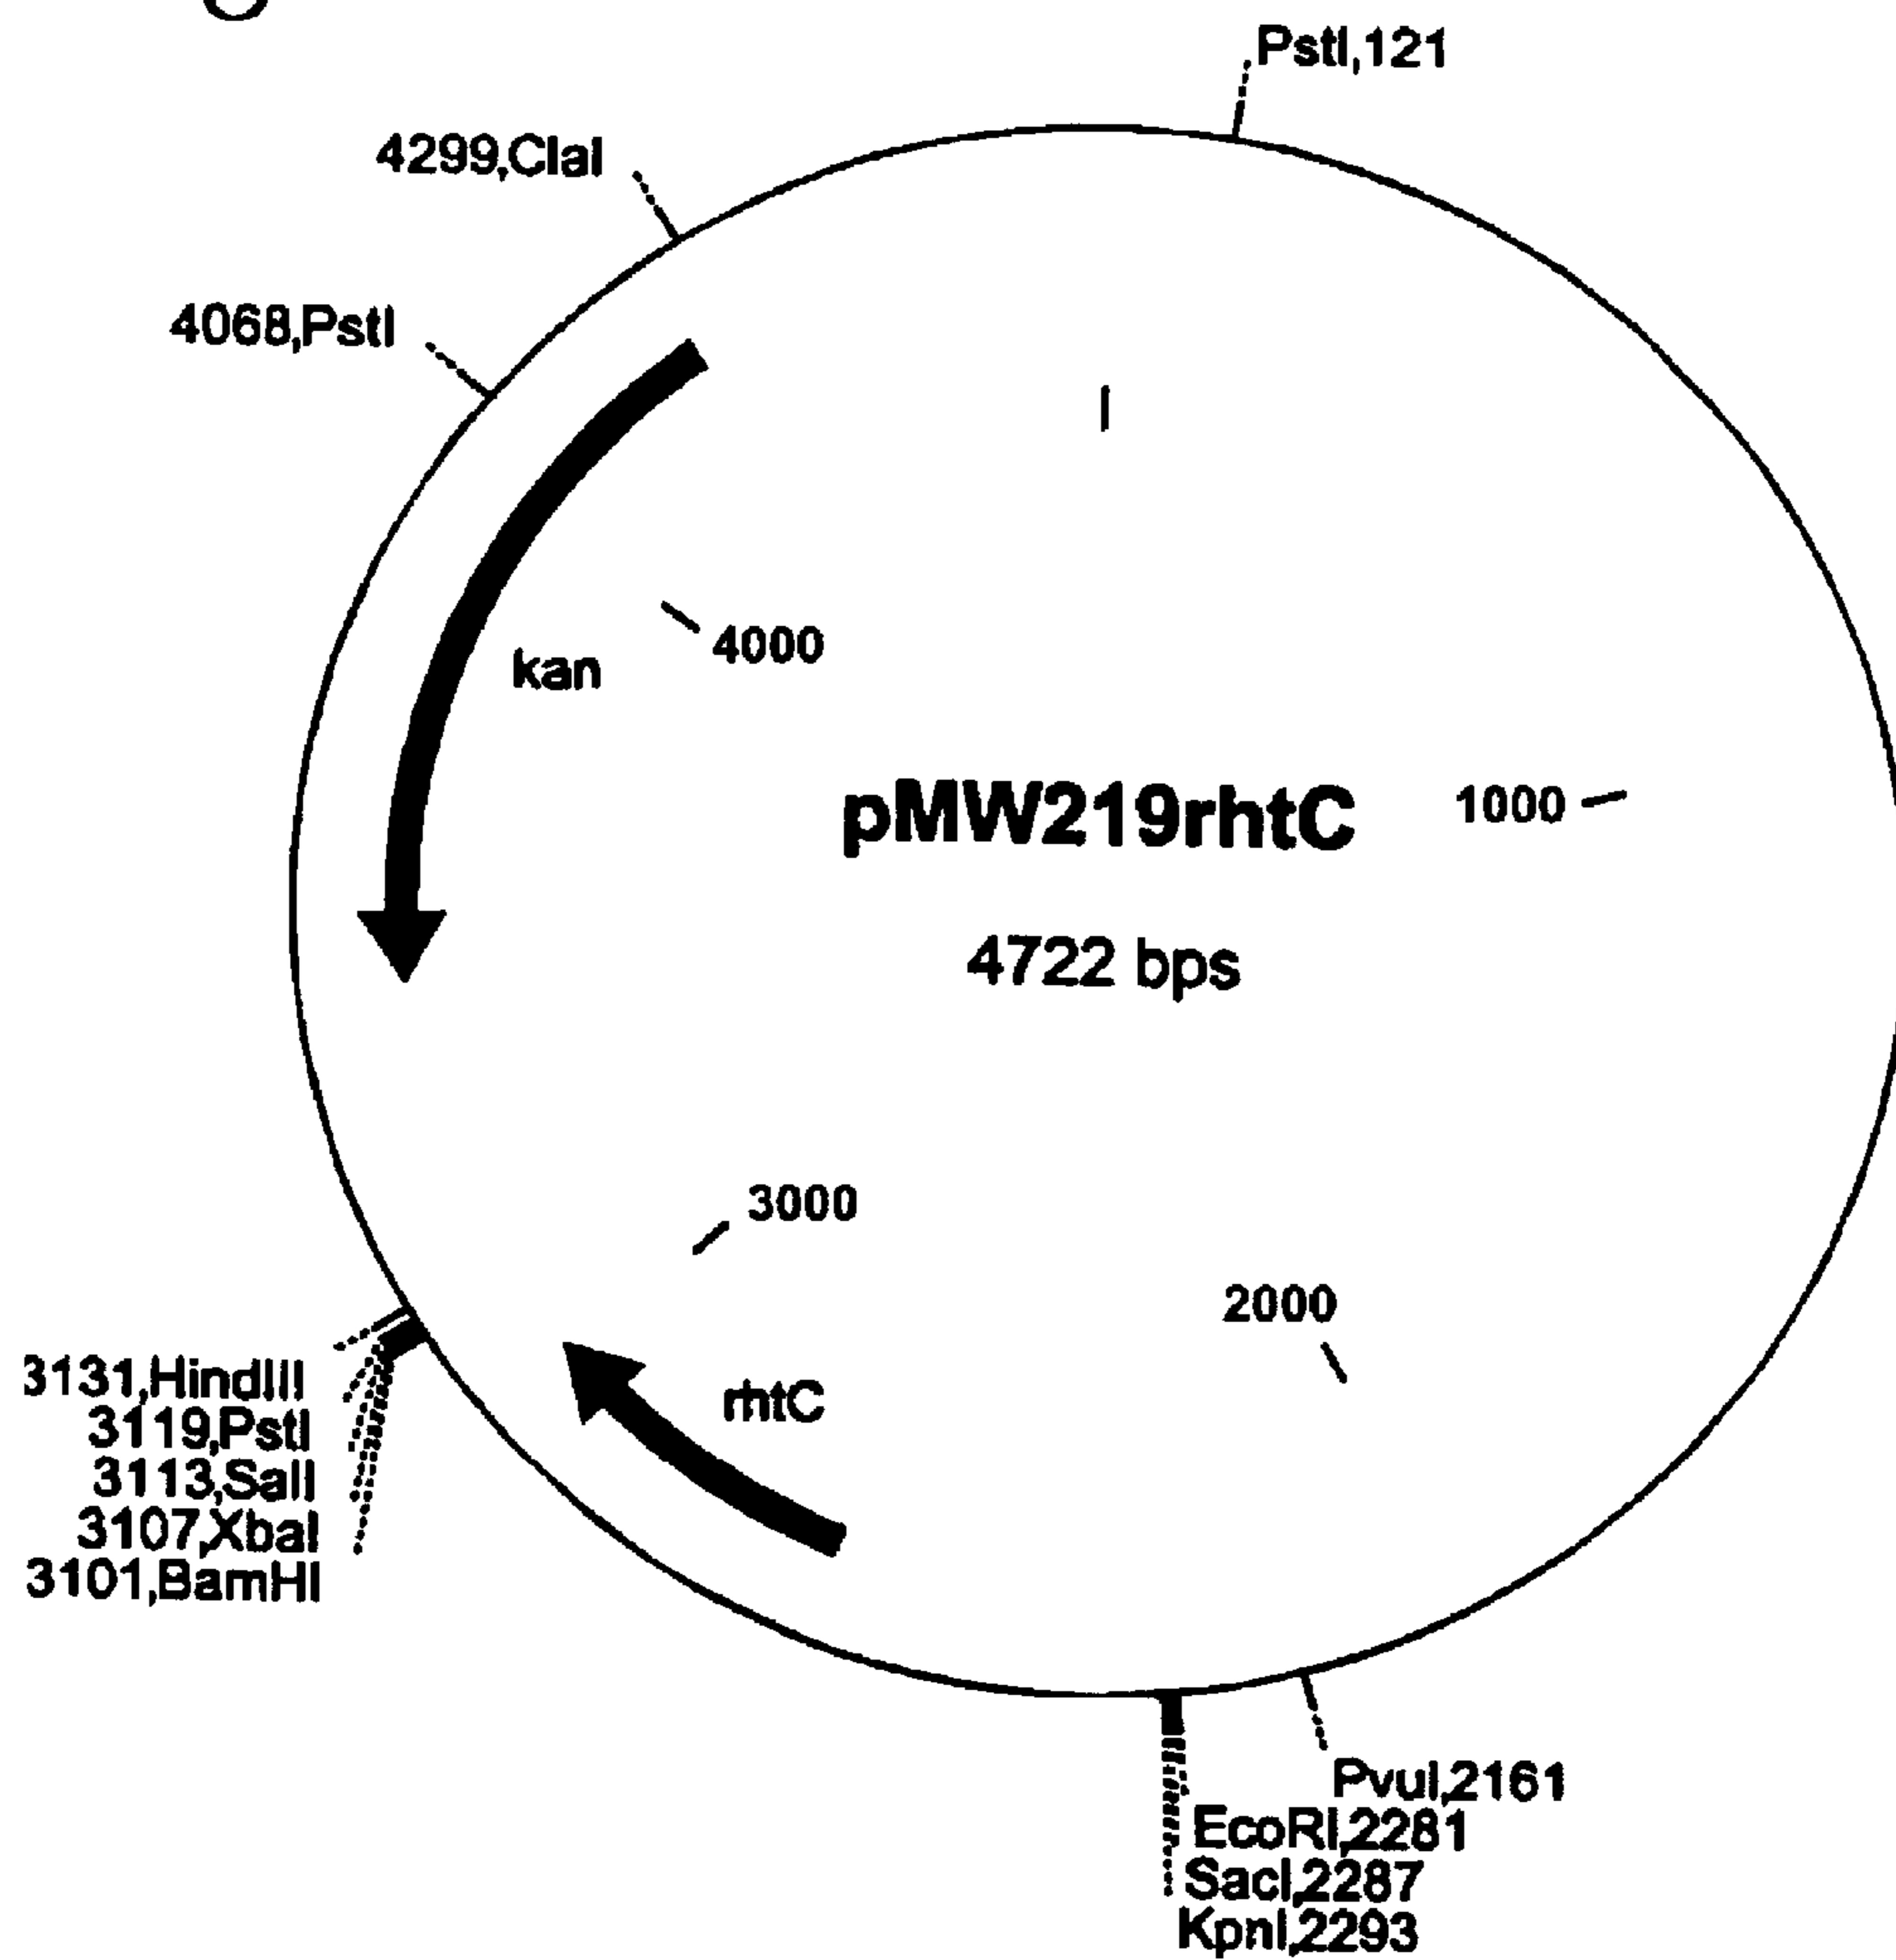 PstI,121
4299,ClaI
4068,PstI
4000
kan
pMW219rhtC
1000
4722 bps
3000
2000
3131,HindIII
3119,PstI
rhtC
3113,SalI
3107,XbaI
3101,BamHI
PvuI,2161
EcoRI,2281
SacI,2287
KpnI,2293